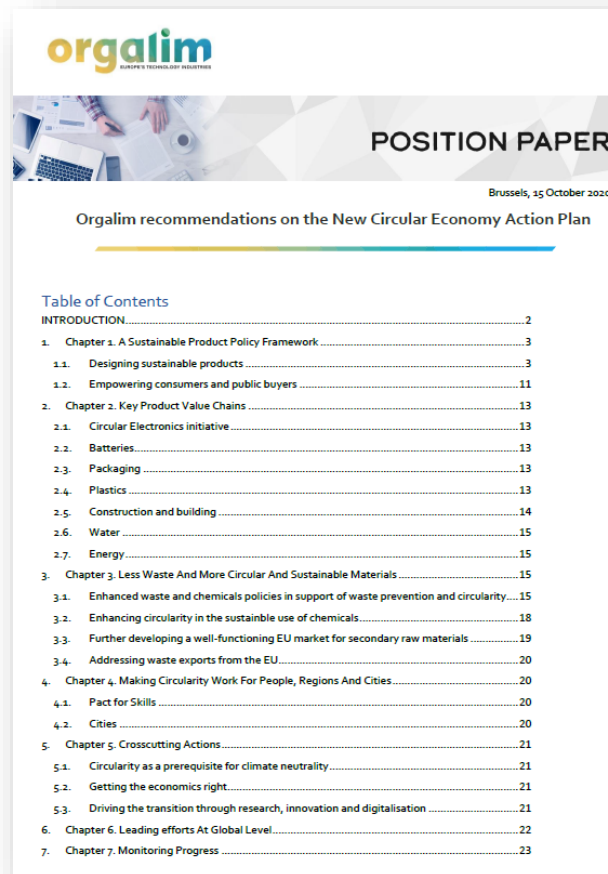 orgalim
EUROPE'S TECHNOLOGY INDUSTRIES
POSITION PAPER
Brussels, 15 October 2020
Orgalim recommendations on the New Circular Economy Action Plan
Table of Contents
INTRODUCTION 2
1. Chapter 1. A Sustainable Product Policy Framework 3
1.1. Designing sustainable products 3
1.2. Empowering consumers and public buyers 11
2. Chapter 2. Key Product Value Chains 13
2.1. Circular Electronics initiative 13
2.2. Batteries 13
2.3. Packaging 13
2.4. Plastics 13
2.5. Construction and building 14
2.6. Water 15
2.7. Energy 15
3. Chapter 3. Less Waste And More Circular And Sustainable Materials 15
3.1. Enhanced waste and chemicals policies in support of waste prevention and circularity 15
3.2. Enhancing circularity in the sustainble use of chemicals 18
3.3. Further developing a well-functioning EU market for secondary raw materials 19
3.4. Addressing waste exports from the EU 20
4. Chapter 4. Making Circularity Work For People, Regions And Cities 20
4.1. Pact for Skills 20
4.2. Cities 20
5. Chapter 5. Crosscutting Actions 21
5.1. Circularity as a prerequisite for climate neutrality 21
5.2. Getting the economics right 21
5.3. Driving the transition through research, innovation and digitalisation 21
6. Chapter 6. Leading efforts At Global Level 22
7. Chapter 7. Monitoring Progress 23